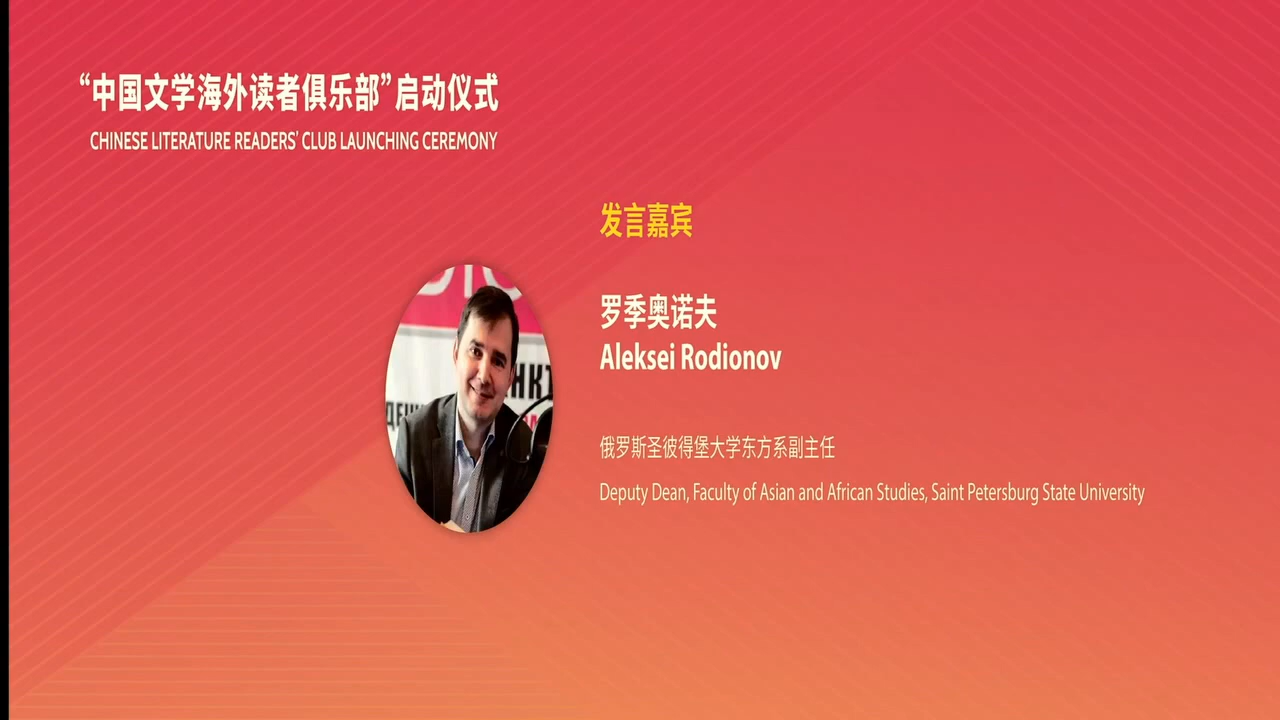 “中国文学海外读者俱乐部”启动仪式
CHINESE LITERATURE READERS' CLUB LAUNCHING CEREMONY
发言嘉宾
罗季奥诺夫
Aleksei Rodionov
俄罗斯圣彼得堡大学东方系副主任
Deputy Dean, Faculty of Asian and African Studies, Saint Petersburg State University